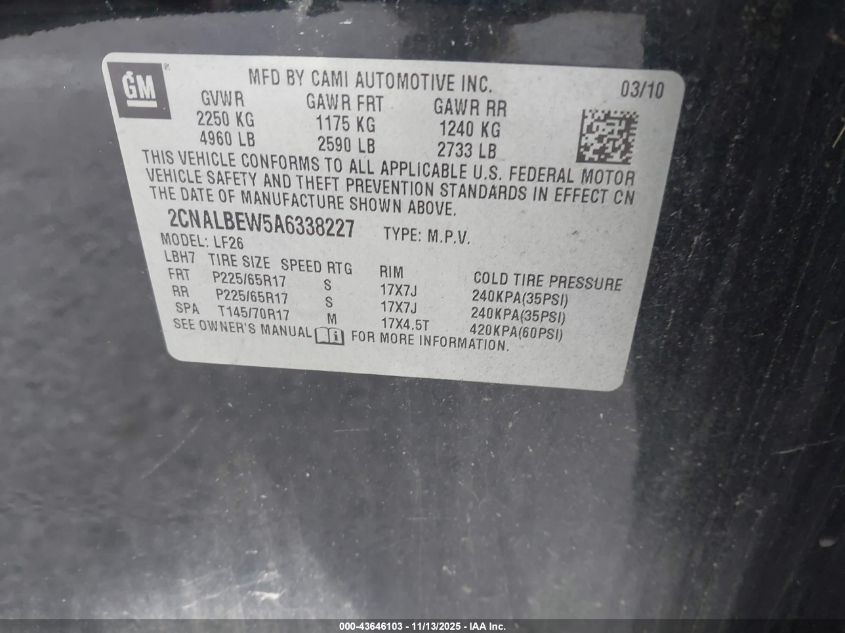 GM
MFD BY CAMI AUTOMOTIVE INC. 03/10
GVWR GAWR FRT GAWR RR
2250 KG 1175 KG 1240 KG
4960 LB 2590 LB 2733 LB
THIS VEHICLE CONFORMS TO ALL APPLICABLE U.S. FEDERAL MOTOR
VEHICLE SAFETY AND THEFT PREVENTION STANDARDS IN EFFECT ON
THE DATE OF MANUFACTURE SHOWN ABOVE.
2CNALBEW5A6338227 TYPE: M.P.V.
MODEL: LF26
LBH7 TIRE SIZE SPEED RTG RIM COLD TIRE PRESSURE
FRT P225/65R17 S 17X7J 240KPA(35PSI)
RR P225/65R17 S 17X7J 240KPA(35PSI)
SPA T145/70R17 M 17X4.5T 420KPA(60PSI)
SEE OWNER'S MANUAL FOR MORE INFORMATION.
000-43646103 - 11/13/2025 - IAA Inc.